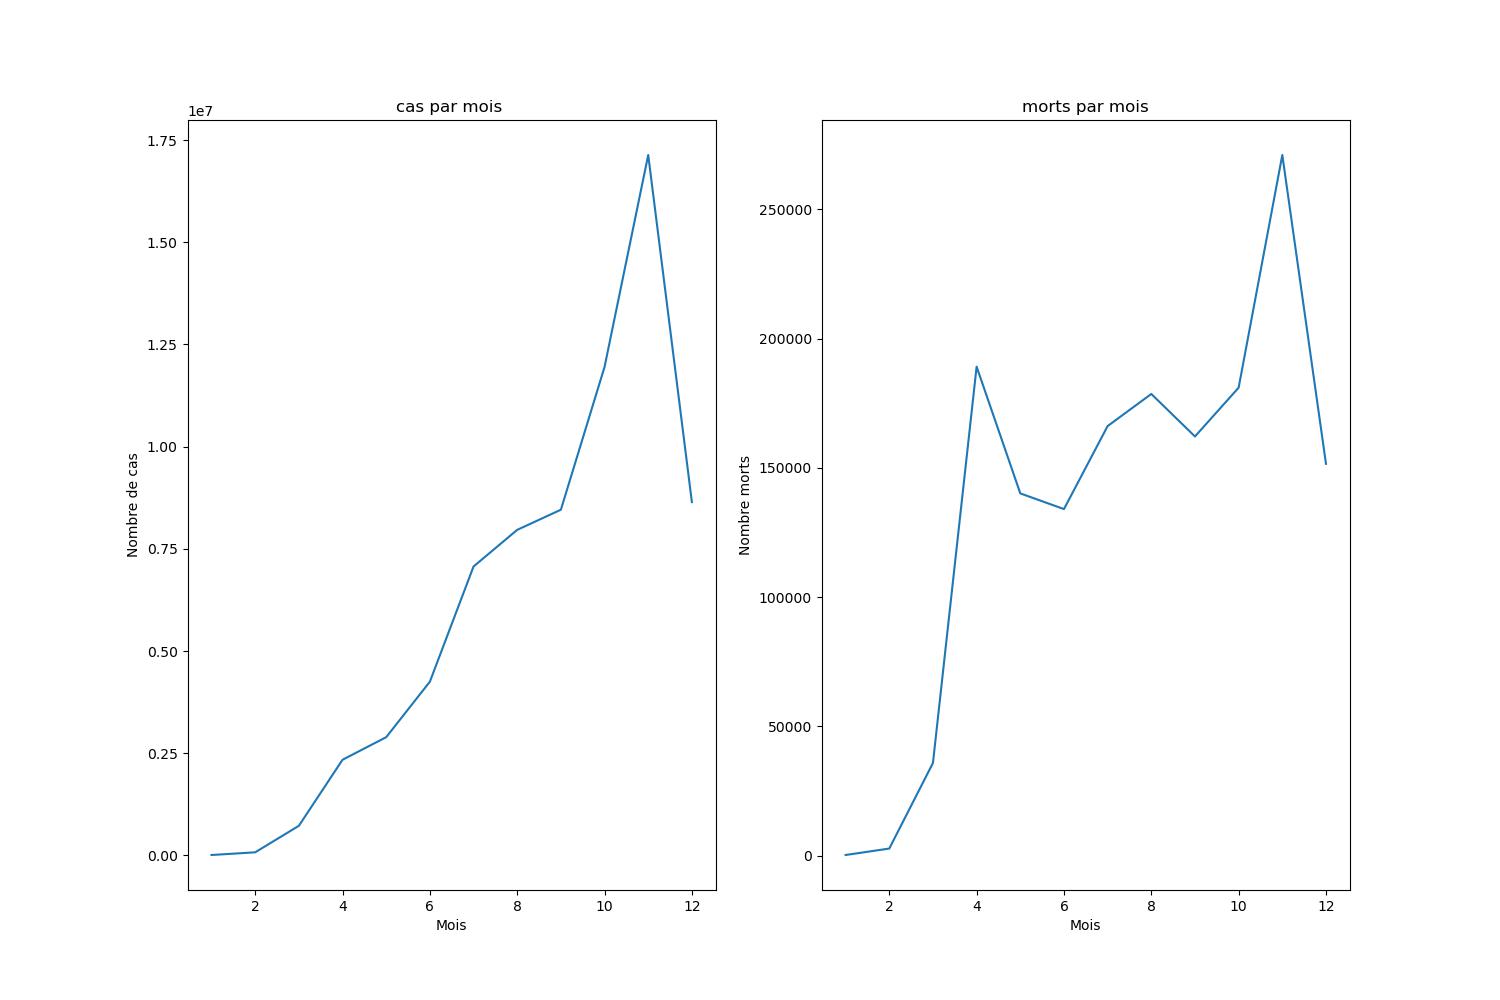 cas par mois
1e7
1.75
1.50
1.25
1.00
0.75
0.50
0.25
0.00
Nombre de cas
2 4 6 8 10 12
Mois
morts par mois
250000
200000
150000
100000
50000
0
Nombre morts
2 4 6 8 10 12
Mois